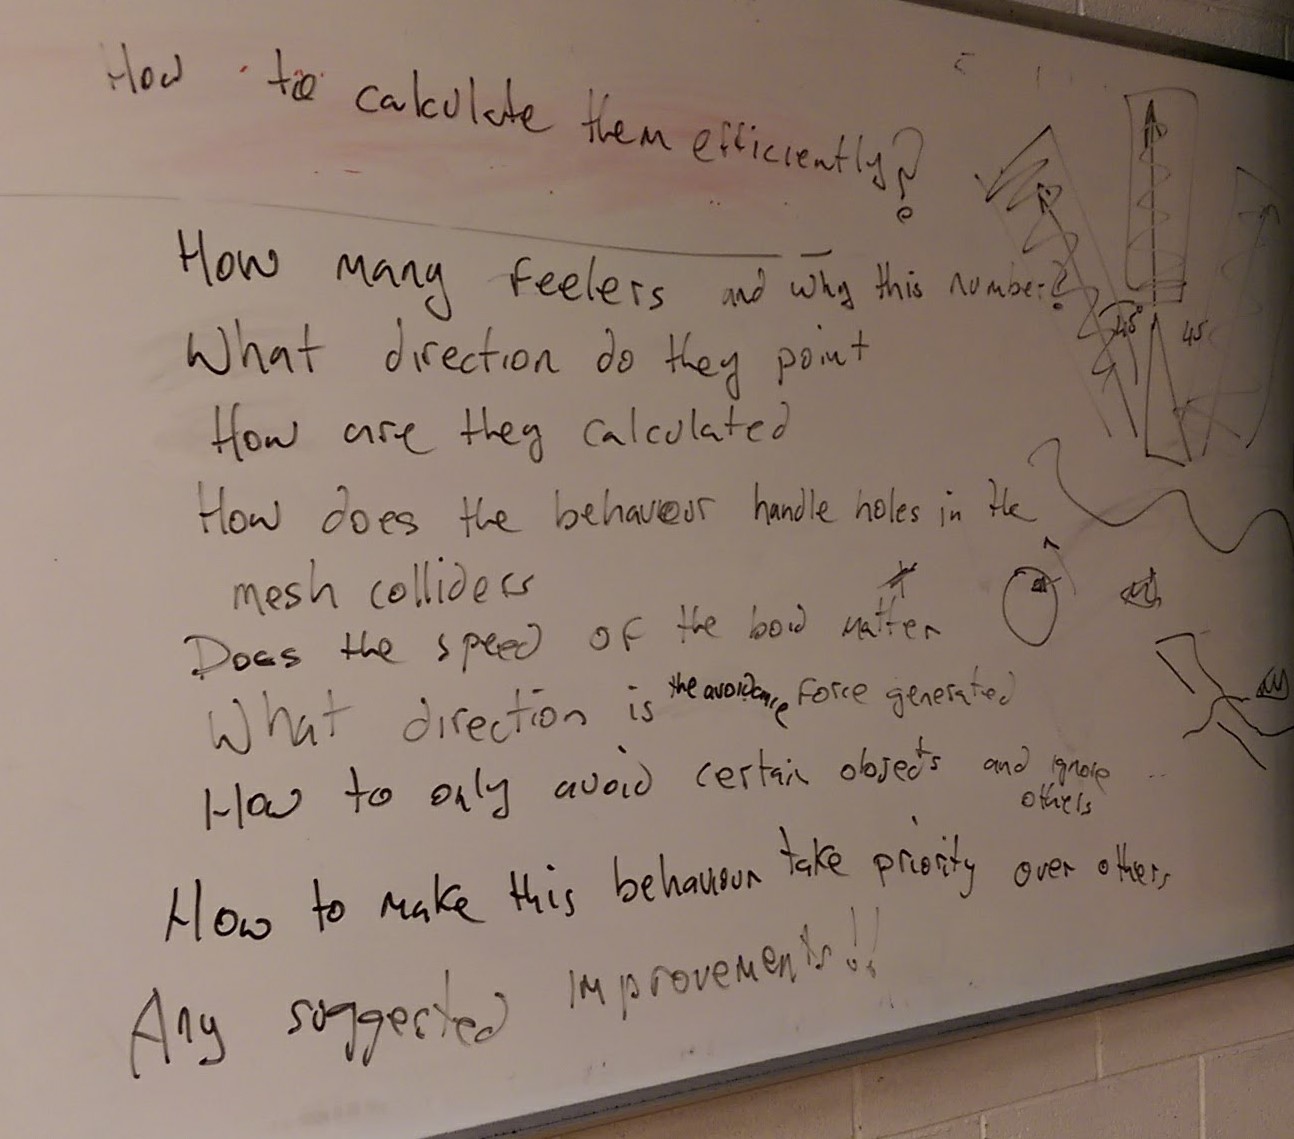 How to calculate them efficiently?
How many feelers and why this number?
What direction do they point
How are they calculated
How does the behaveour handle holes in the
mesh colliders
Does the speed of the boid matter
What direction is the avoidance force generated
How to only avoid certain objects and ignore
others
How to make this behaviour take priority over others
Any suggested improvements!!
45°
45